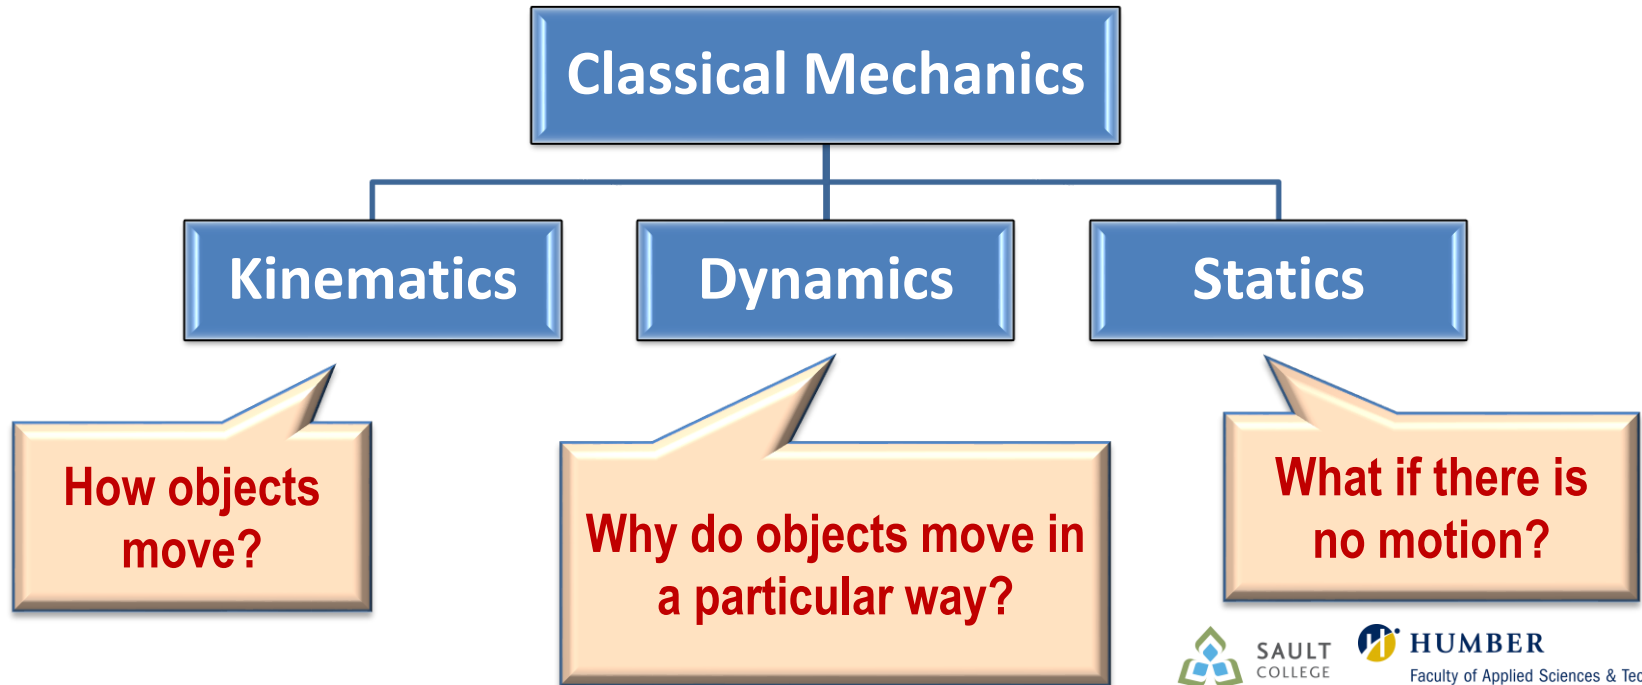 Classical Mechanics
Kinematics
Dynamics
Statics
How objects
move?
Why do objects move in
a particular way?
What if there is
no motion?
SAULT
COLLEGE
HUMBER
Faculty of Applied Sciences & Tec